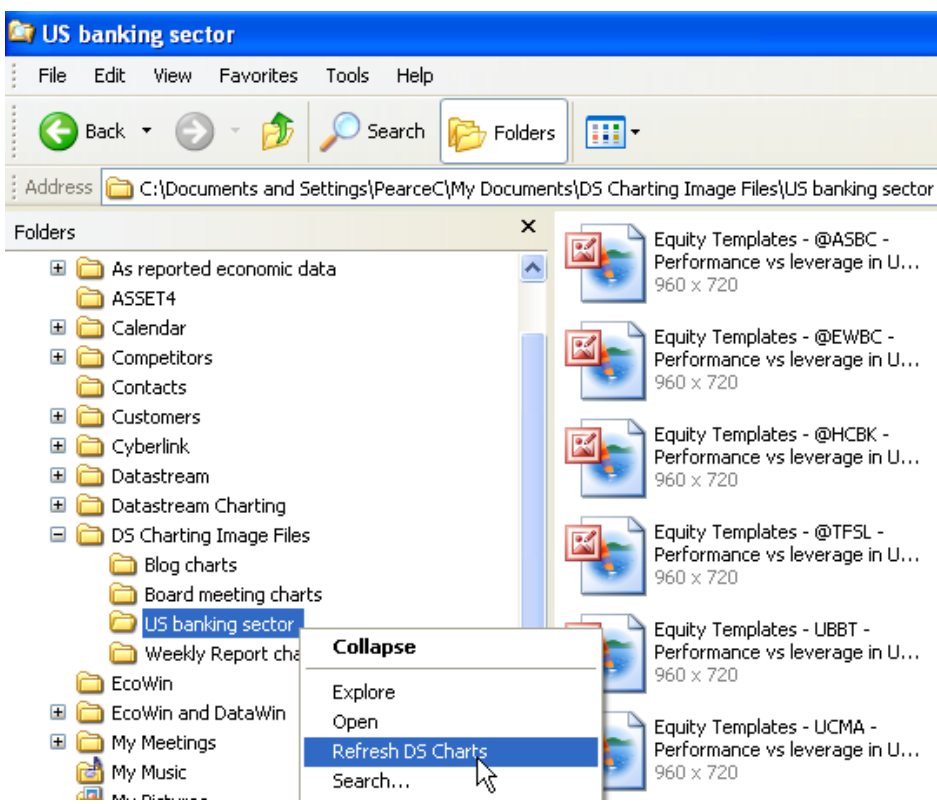 US banking sector
File Edit View Favorites Tools Help
Back Search Folders
Address C:\Documents and Settings\PearceC\My Documents\DS Charting Image Files\US banking sector
Folders
As reported economic data
ASSET4
Calendar
Competitors
Contacts
Customers
Cyberlink
Datastream
Datastream Charting
DS Charting Image Files
Blog charts
Board meeting charts
US banking sector
Weekly Report cha
EcoWin
EcoWin and DataWin
My Meetings
My Music
My Pictures
Collapse
Explore
Open
Refresh DS Charts
Search...
Equity Templates - @ASBC -
Performance vs leverage in U...
960 x 720
Equity Templates - @EWBC -
Performance vs leverage in U...
960 x 720
Equity Templates - @HCBK -
Performance vs leverage in U...
960 x 720
Equity Templates - @TFSL -
Performance vs leverage in U...
960 x 720
Equity Templates - UBBT -
Performance vs leverage in U...
960 x 720
Equity Templates - UCMA -
Performance vs leverage in U...
960 x 720